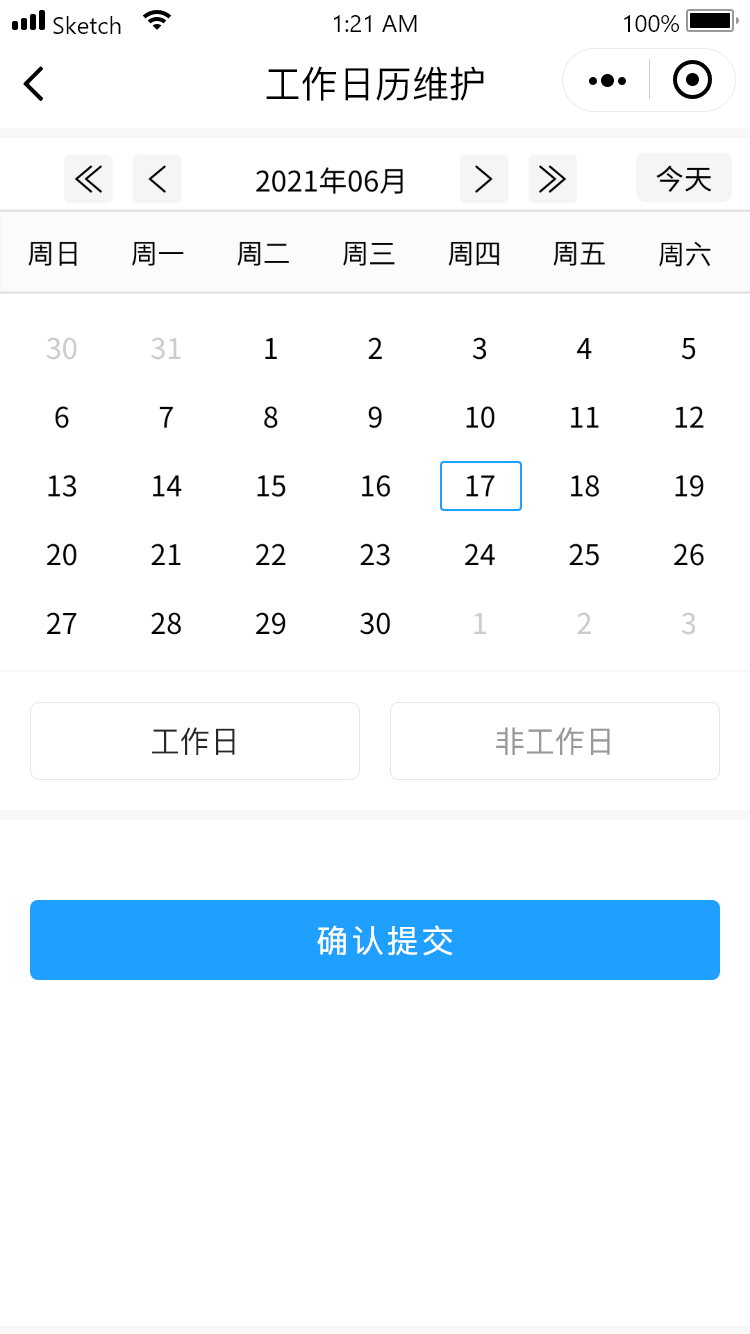 Sketch 1:21 AM 100%
工作日历维护
2021年06月 今天
周日 周一 周二 周三 周四 周五 周六
30 31 1 2 3 4 5
6 7 8 9 10 11 12
13 14 15 16 17 18 19
20 21 22 23 24 25 26
27 28 29 30 1 2 3
工作日 非工作日
确认提交